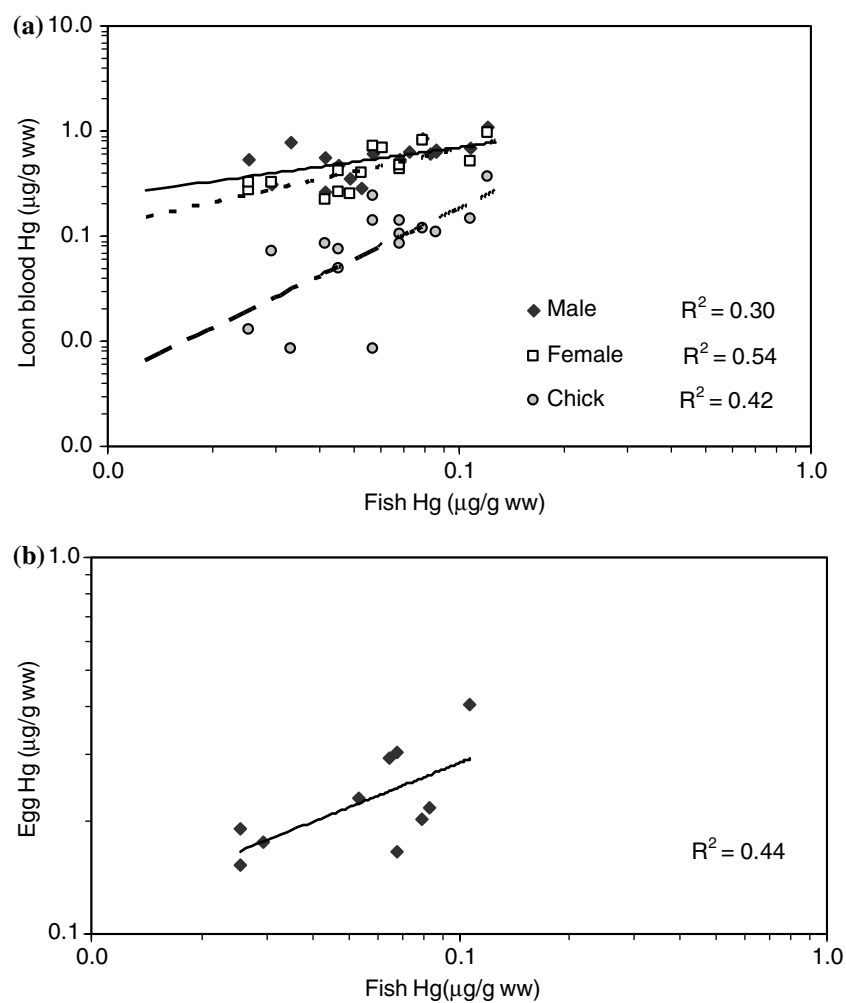 (a)
10.0
1.0
0.1
0.0
0.0
Loon blood Hg (µg/g ww)
Male R² = 0.30
Female R² = 0.54
Chick R² = 0.42
0.0 0.1 1.0
Fish Hg (µg/g ww)
(b)
1.0
0.1
Egg Hg (µg/g ww)
R² = 0.44
0.0 0.1 1.0
Fish Hg(µg/g ww)